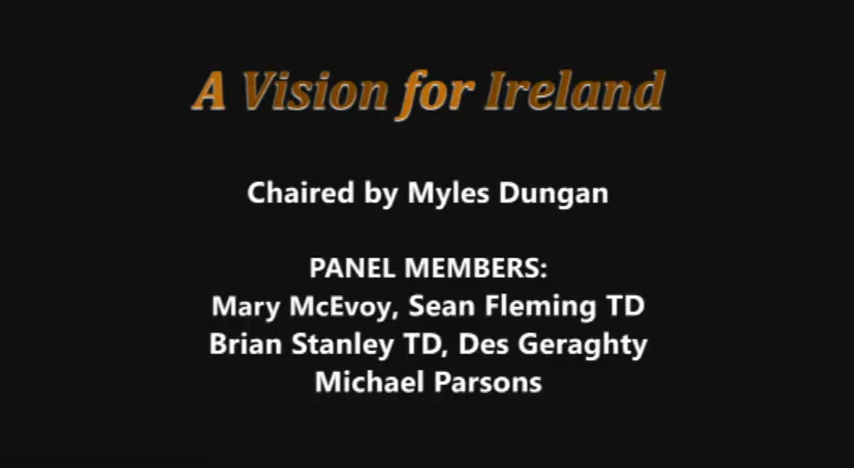 A Vision for Ireland
Chaired by Myles Dungan
PANEL MEMBERS:
Mary McEvoy, Sean Fleming TD
Brian Stanley TD, Des Geraghty
Michael Parsons